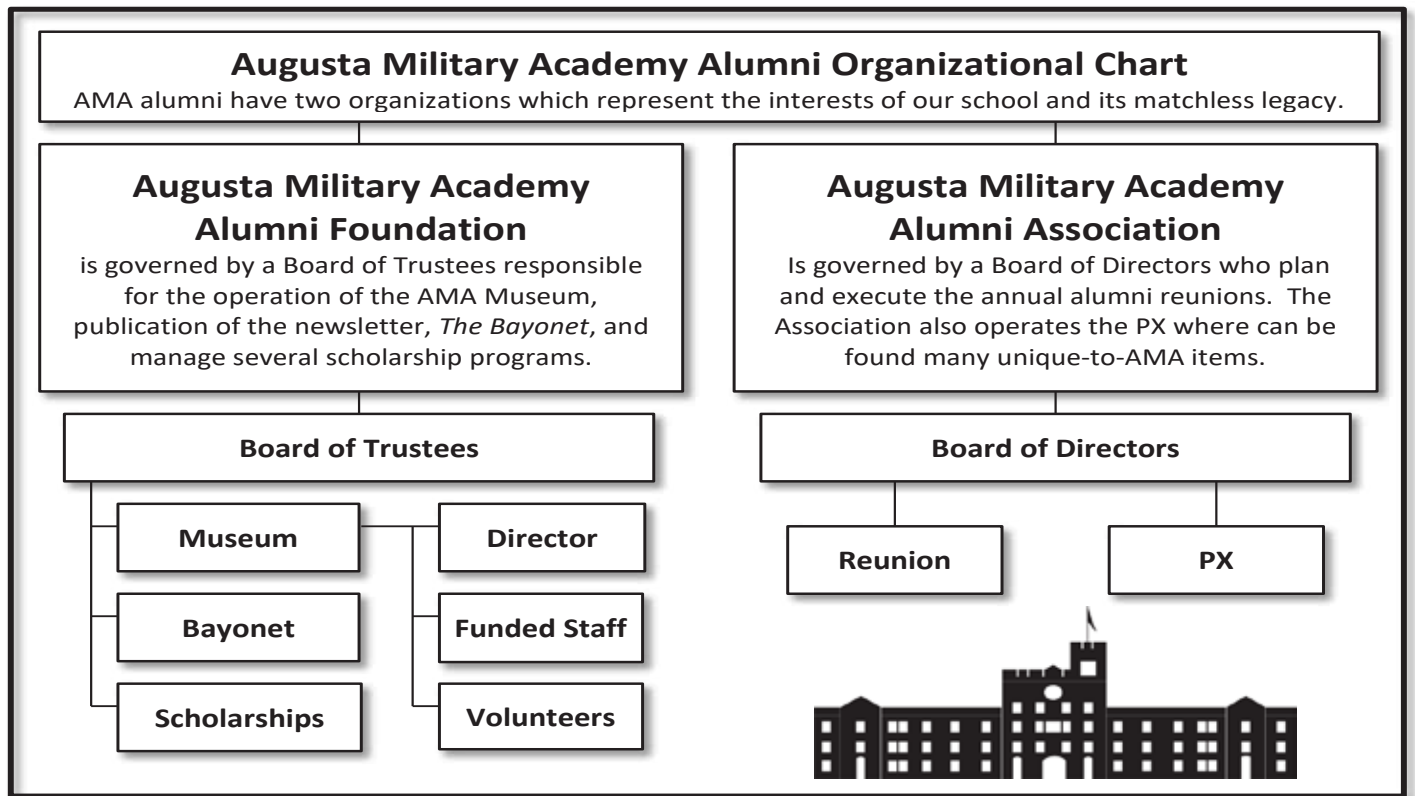 Augusta Military Academy Alumni Organizational Chart
AMA alumni have two organizations which represent the interests of our school and its matchless legacy.
Augusta Military Academy
Alumni Foundation
is governed by a Board of Trustees responsible
for the operation of the AMA Museum,
publication of the newsletter, The Bayonet, and
manage several scholarship programs.
Augusta Military Academy
Alumni Association
Is governed by a Board of Directors who plan
and execute the annual alumni reunions.  The
Association also operates the PX where can be
found many unique-to-AMA items.
Board of Trustees
Museum
Bayonet
Scholarships
Director
Funded Staff
Volunteers
Board of Directors
Reunion
PX